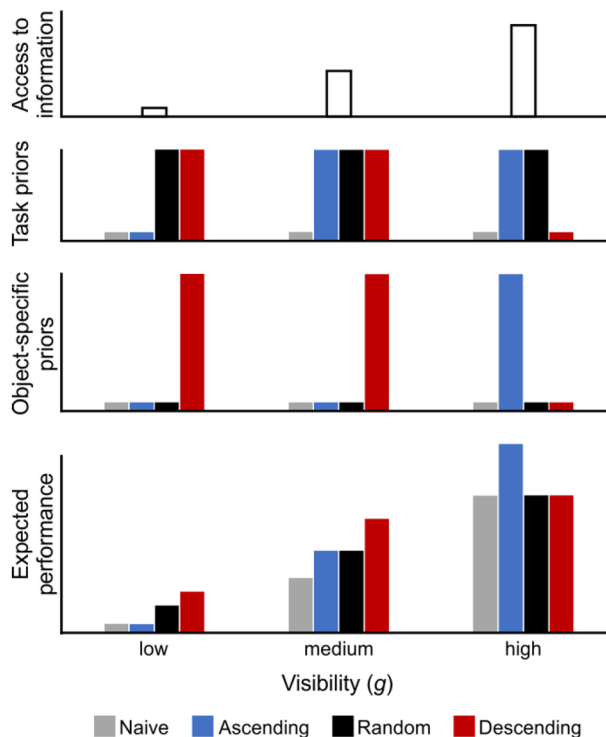 Access to
information
Task priors
Object-specific
priors
Expected
performance
low medium high
Visibility (g)
Naive Ascending Random Descending